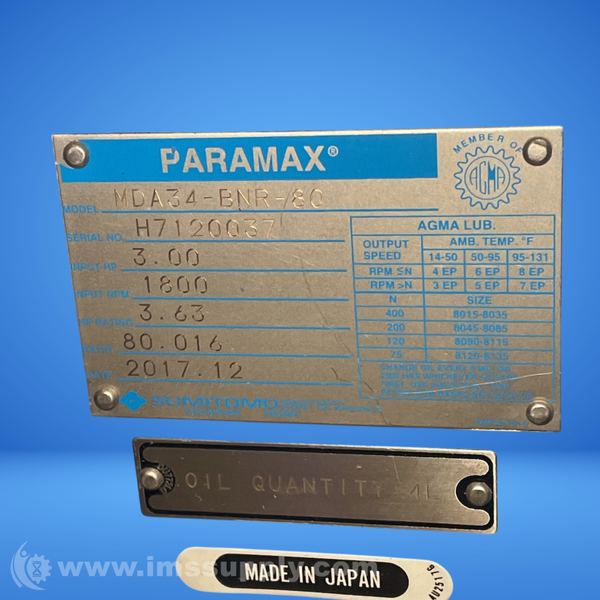 PARAMAX®
MEMBER OF
AGMA
MODEL MDA34-BNR-80
SERIAL NO. H7120037
INPUT HP 3.00
INPUT RPM 1800
HP RATING 3.63
RATIO 80.016
DATE 2017.12
SUMITOMO
AGMA LUB.
OUTPUT SPEED AMB. TEMP. °F
14-50 50-95 95-131
RPM ≤N 4 EP 6 EP 8 EP
RPM >N 3 EP 5 EP 7 EP
N SIZE
400 8015-8035
200 8045-8085
120 8090-8115
75 8120-8135
OIL QUANTITY 4L
MADE IN JAPAN
www.imssupply.com